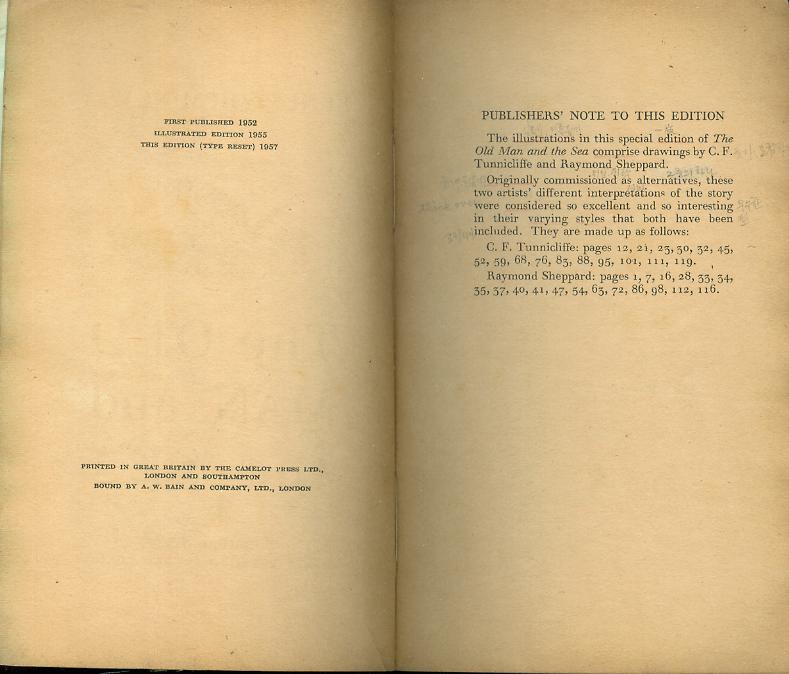 FIRST PUBLISHED 1952
ILLUSTRATED EDITION 1955
THIS EDITION (TYPE RESET) 1957
PRINTED IN GREAT BRITAIN BY THE CAMELOT PRESS LTD.,
LONDON AND SOUTHAMPTON
BOUND BY A. W. BAIN AND COMPANY, LTD., LONDON
PUBLISHERS' NOTE TO THIS EDITION
The illustrations in this special edition of The
Old Man and the Sea comprise drawings by C. F.
Tunnicliffe and Raymond Sheppard.
Originally commissioned as alternatives, these
two artists' different interpretations of the story
were considered so excellent and so interesting
in their varying styles that both have been
included. They are made up as follows:
C. F. Tunnicliffe: pages 12, 21, 23, 30, 32, 45,
52, 59, 68, 76, 83, 88, 95, 101, 111, 119.
Raymond Sheppard: pages 1, 7, 16, 28, 33, 34,
35, 37, 40, 41, 47, 54, 63, 72, 86, 98, 112, 116.